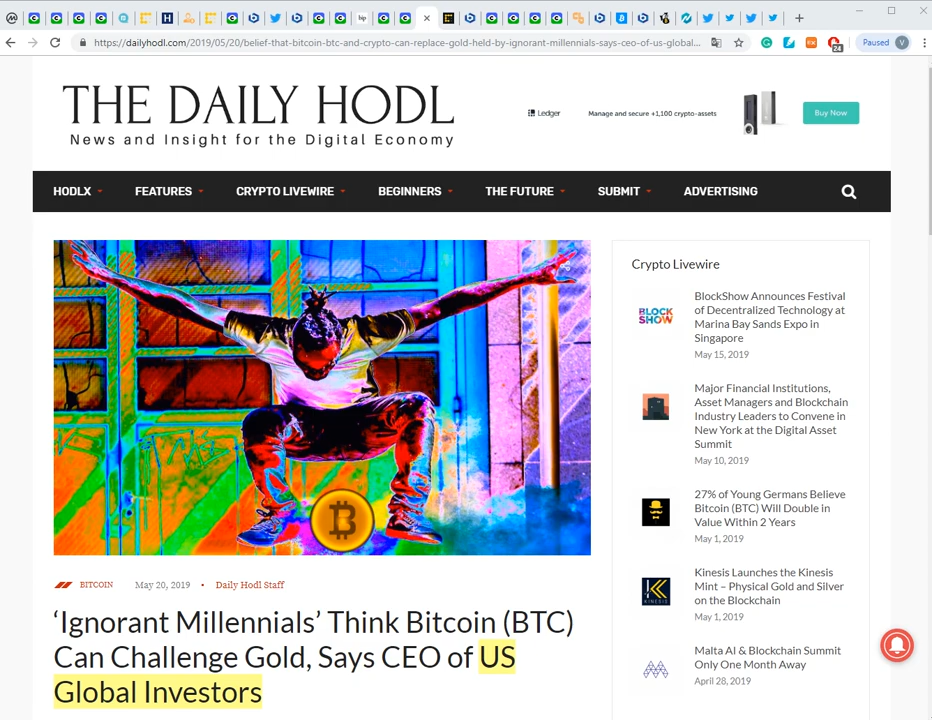 https://dailyhodl.com/2019/05/20/belief-that-bitcoin-btc-and-crypto-can-replace-gold-held-by-ignorant-millennials-says-ceo-of-us-global...
24
Paused
V
THE DAILY HODL
News and Insight for the Digital Economy
Ledger
Manage and secure +1,100 crypto-assets
Buy Now
HODLX
FEATURES
CRYPTO LIVEWIRE
BEGINNERS
THE FUTURE
SUBMIT
ADVERTISING
BITCOIN
May 20, 2019
•
Daily Hodl Staff
‘Ignorant Millennials’ Think Bitcoin (BTC)
Can Challenge Gold, Says CEO of US
Global Investors
Crypto Livewire
BLOCK
SHOW
BlockShow Announces Festival
of Decentralized Technology at
Marina Bay Sands Expo in
Singapore
May 15, 2019
Major Financial Institutions,
Asset Managers and Blockchain
Industry Leaders to Convene in
New York at the Digital Asset
Summit
May 10, 2019
27% of Young Germans Believe
Bitcoin (BTC) Will Double in
Value Within 2 Years
May 1, 2019
KINESIS
Kinesis Launches the Kinesis
Mint – Physical Gold and Silver
on the Blockchain
May 1, 2019
Malta AI & Blockchain Summit
Only One Month Away
April 28, 2019